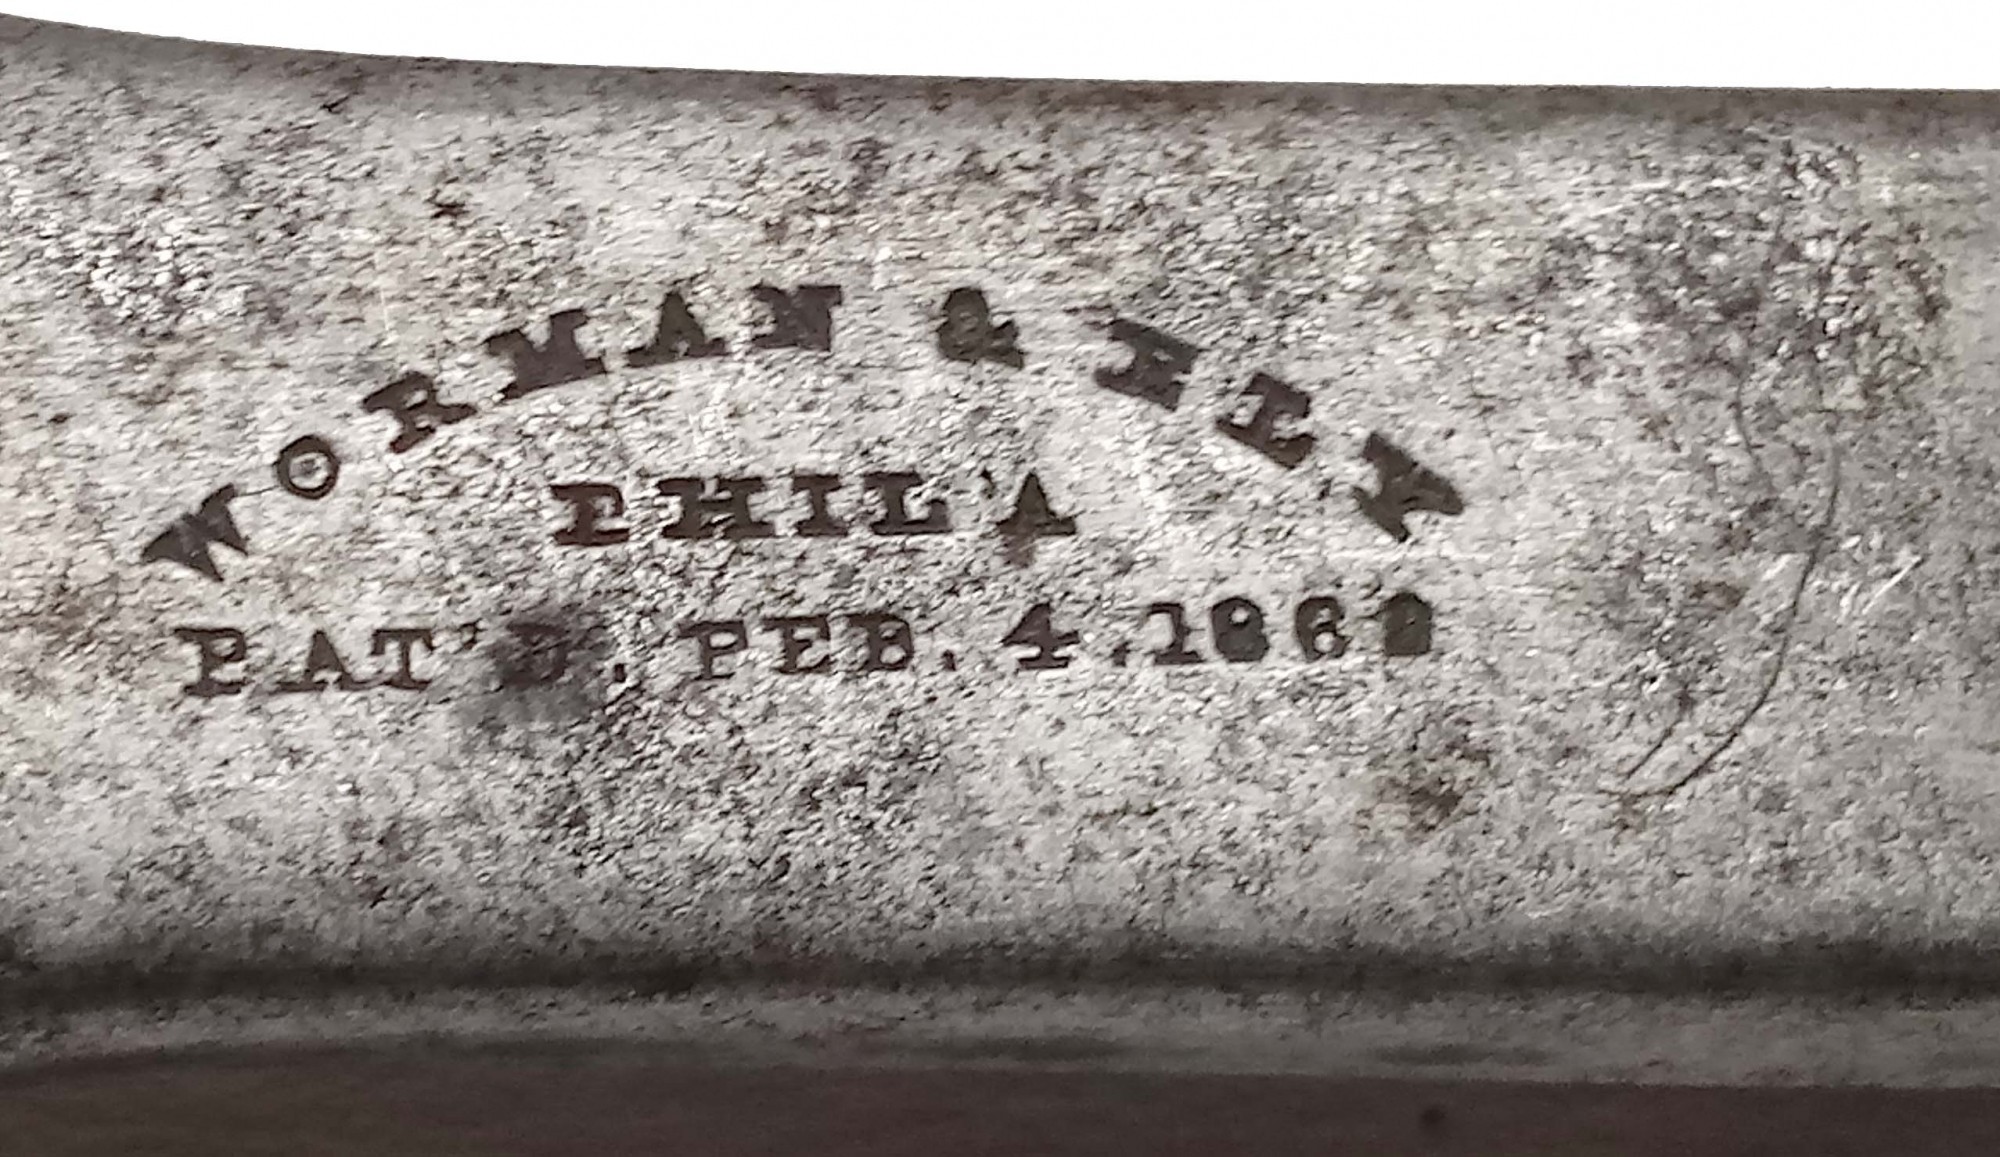 WORMAN &
PHIL'A
PAT'D. FEB. 4.